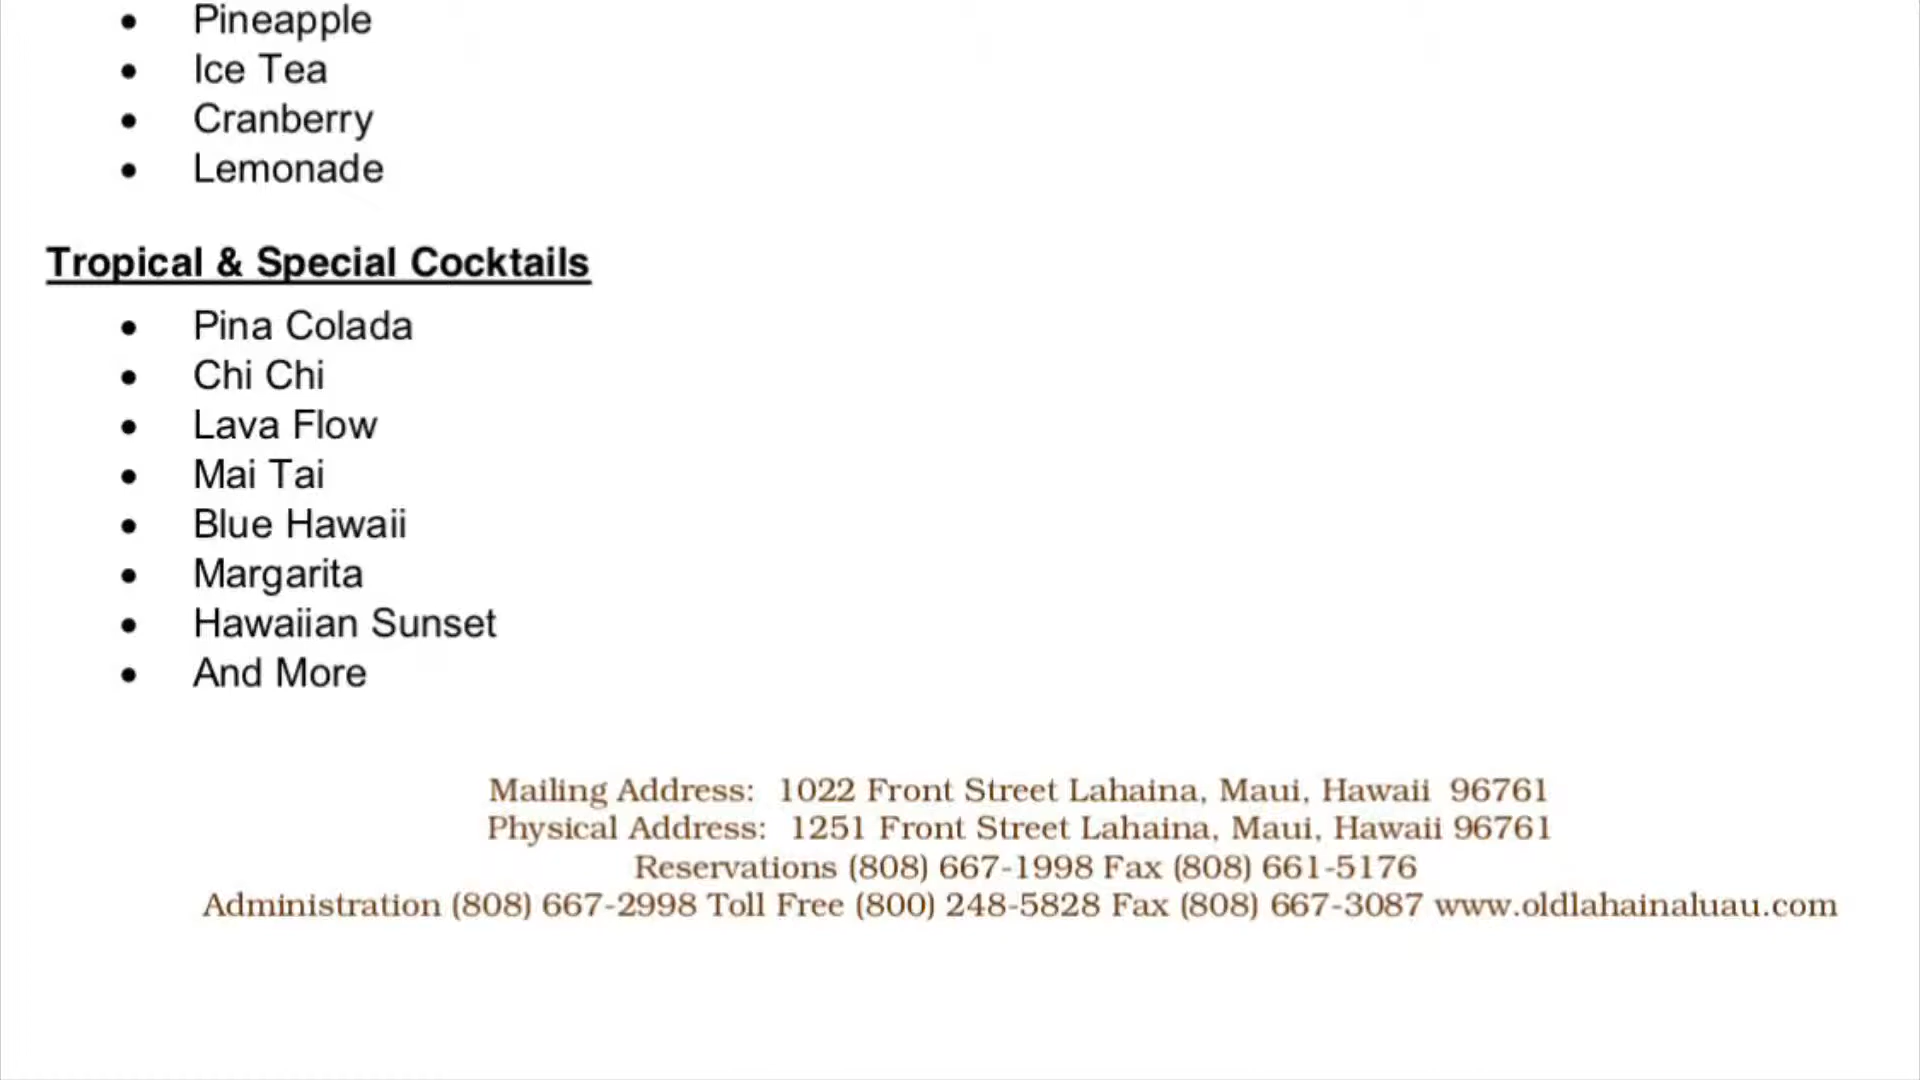 • Pineapple
• Ice Tea
• Cranberry
• Lemonade
Tropical & Special Cocktails
• Pina Colada
• Chi Chi
• Lava Flow
• Mai Tai
• Blue Hawaii
• Margarita
• Hawaiian Sunset
• And More
Mailing Address:  1022 Front Street Lahaina, Maui, Hawaii  96761
Physical Address:  1251 Front Street Lahaina, Maui, Hawaii 96761
Reservations (808) 667-1998 Fax (808) 661-5176
Administration (808) 667-2998 Toll Free (800) 248-5828 Fax (808) 667-3087 www.oldlahainaluau.com